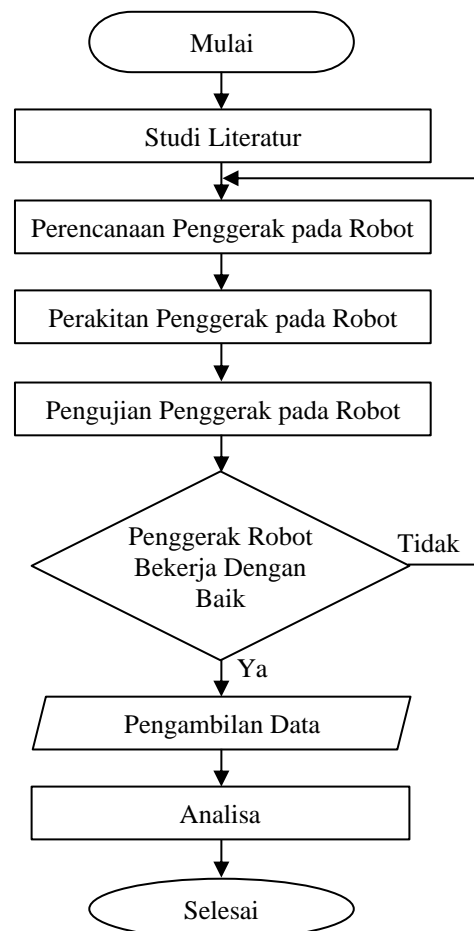 Mulai
Studi Literatur
Perencanaan Penggerak pada Robot
Perakitan Penggerak pada Robot
Pengujian Penggerak pada Robot
Penggerak Robot
Bekerja Dengan
Baik
Tidak
Ya
Pengambilan Data
Analisa
Selesai